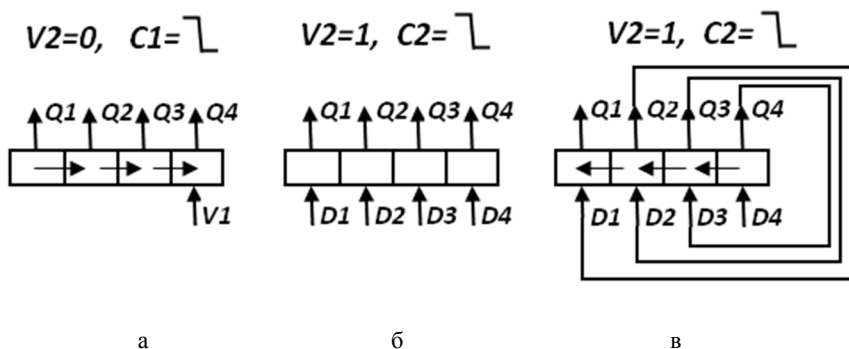 V2=0, C1= V2=1, C2= V2=1, C2=
Q1 Q2 Q3 Q4 Q1 Q2 Q3 Q4 Q1 Q2 Q3 Q4
V1 D1 D2 D3 D4 D1 D2 D3 D4
а б в